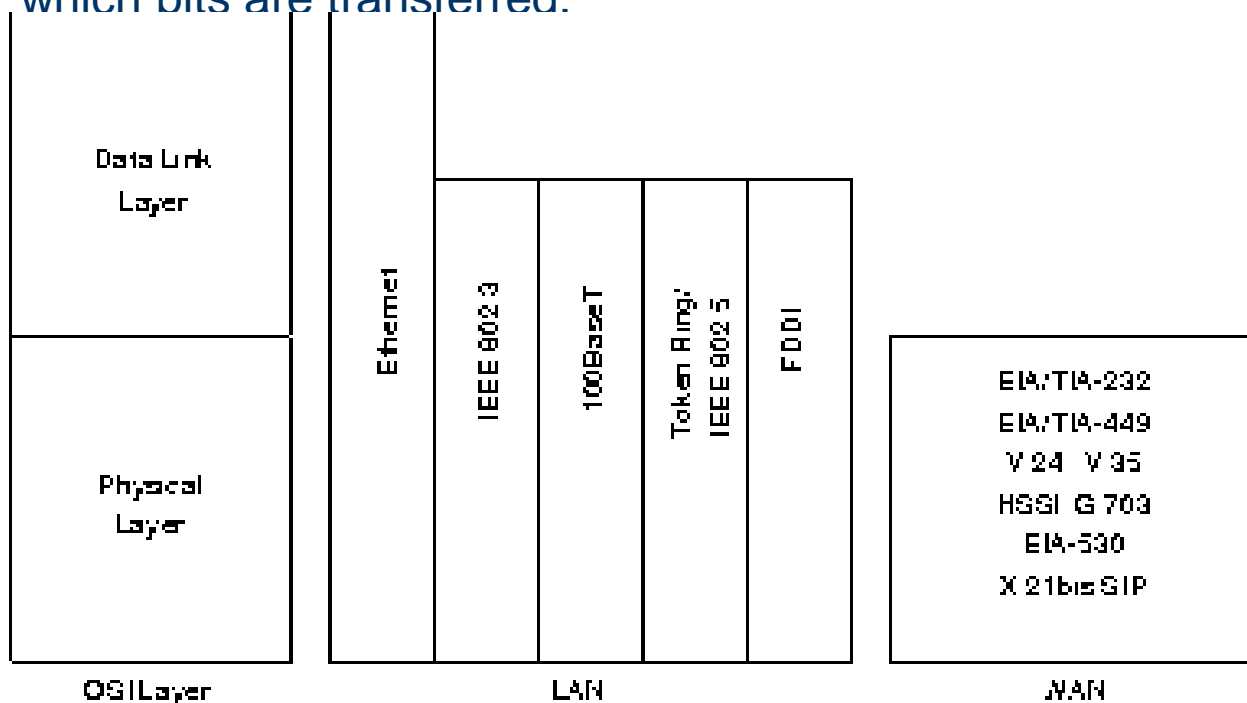 which bits are transferred.
Data Link
Layer
Physical
Layer
OSI Layer
Ethernet
IEEE 802 3
100BaseT
Token Ring/
IEEE 802 5
FDDI
LAN
EIA/TIA-232
EIA/TIA-449
V 24 V 35
HSSI G 703
EIA-530
X 21bis SIP
WAN